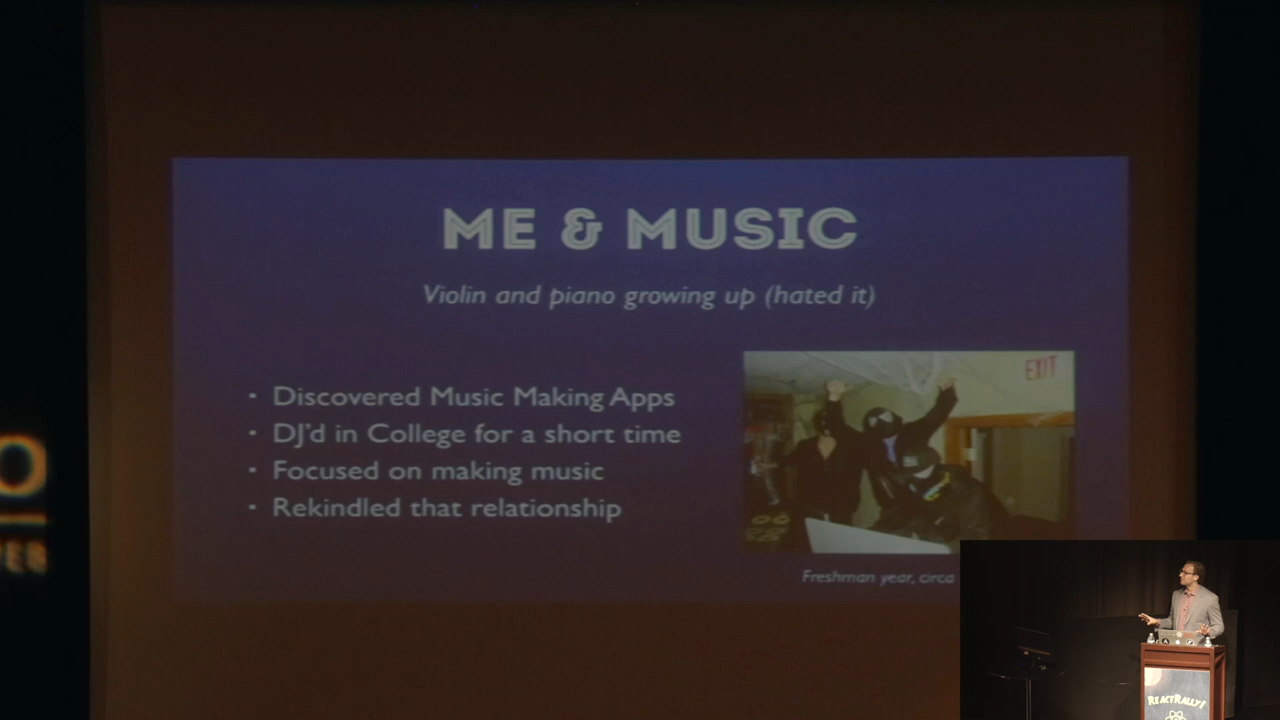 ME & MUSIC
Violin and piano growing up (hated it)
• Discovered Music Making Apps
• DJ'd in College for a short time
• Focused on making music
• Rekindled that relationship
EXIT
Freshman year, circa
REACTRALLY!